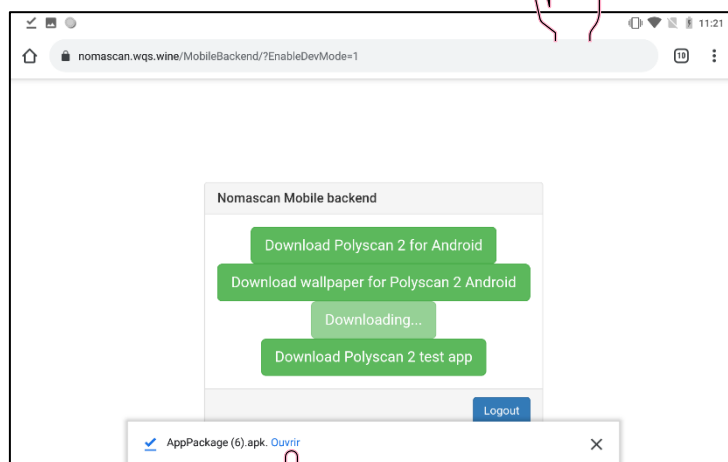 11:21
nomascan.wqs.wine/MobileBackend/?EnableDevMode=1
10
Nomascan Mobile backend
Download Polyscan 2 for Android
Download wallpaper for Polyscan 2 Android
Downloading...
Download Polyscan 2 test app
Logout
AppPackage (6).apk. Ouvrir